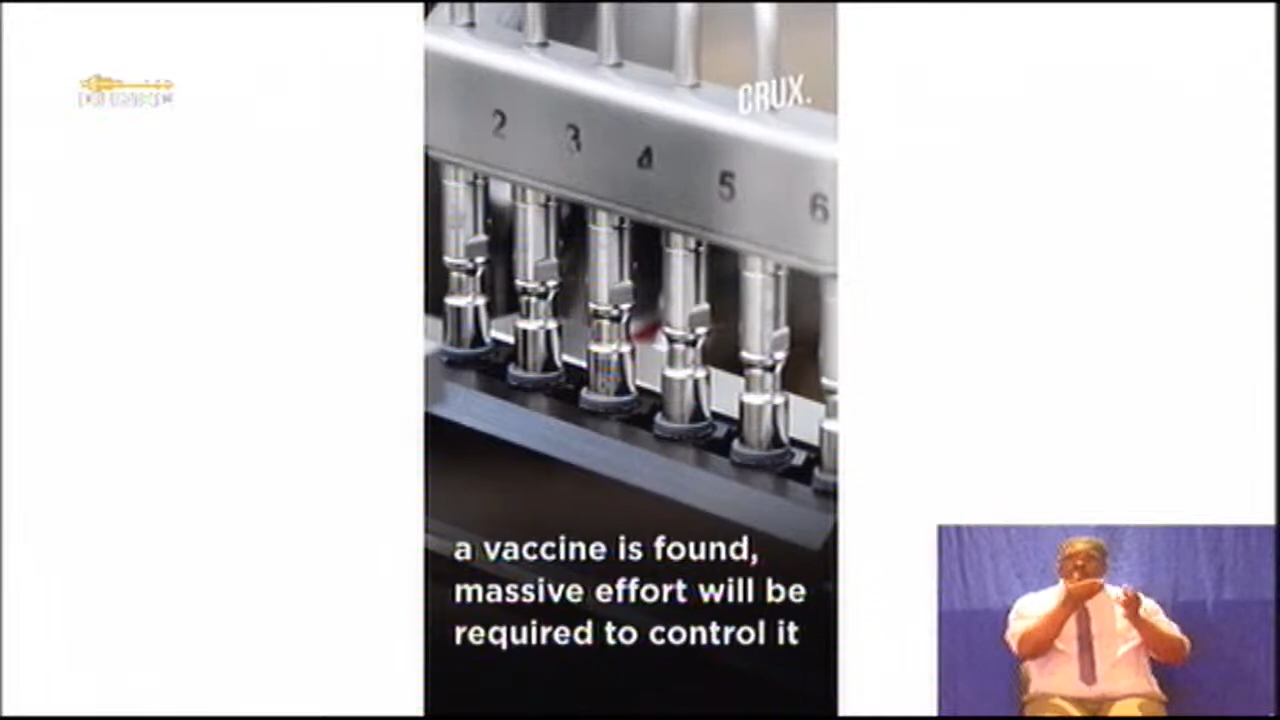 CRUX.
2 3 4 5 6
a vaccine is found,
massive effort will be
required to control it